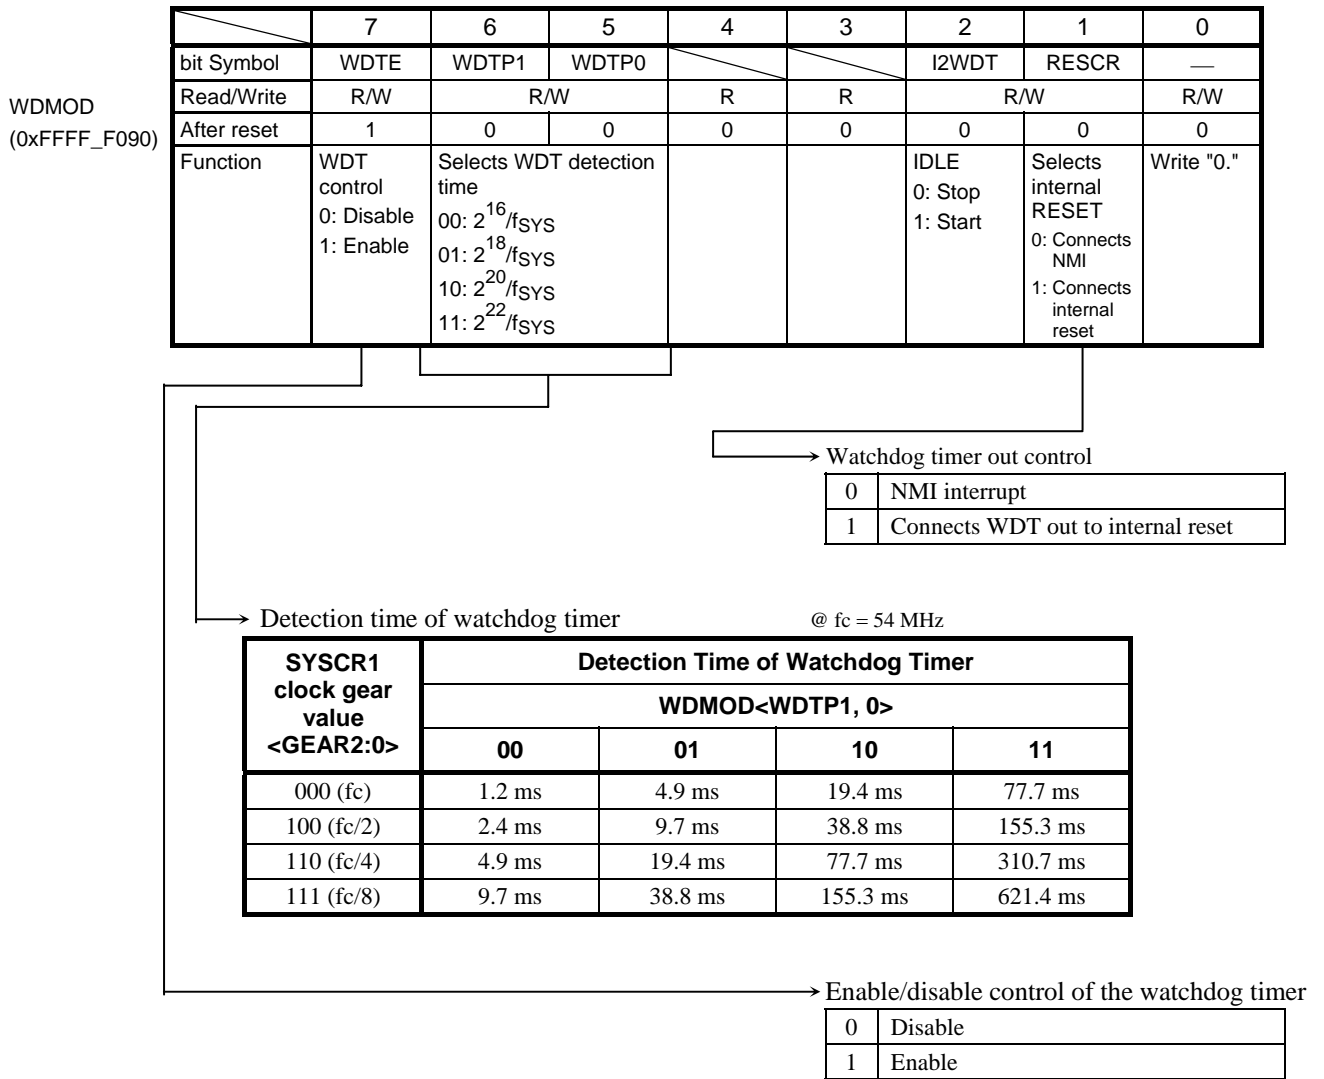 7 6 5 4 3 2 1 0
bit Symbol WDTE WDTP1 WDTP0 I2WDT RESCR —
WDMOD
(0xFFFF_F090)
Read/Write R/W R/W R R R/W R/W
After reset 1 0 0 0 0 0 0 0
Function
WDT
control
0: Disable
1: Enable
Selects WDT detection
time
00: 2^16/fSYS
01: 2^18/fSYS
10: 2^20/fSYS
11: 2^22/fSYS
IDLE
0: Stop
1: Start
Selects
internal
RESET
0: Connects
NMI
1: Connects
internal
reset
Write "0."
Watchdog timer out control
0 NMI interrupt
1 Connects WDT out to internal reset
Detection time of watchdog timer @ fc = 54 MHz
SYSCR1
clock gear
value
<GEAR2:0>
Detection Time of Watchdog Timer
WDMOD<WDTP1, 0>
00 01 10 11
000 (fc) 1.2 ms 4.9 ms 19.4 ms 77.7 ms
100 (fc/2) 2.4 ms 9.7 ms 38.8 ms 155.3 ms
110 (fc/4) 4.9 ms 19.4 ms 77.7 ms 310.7 ms
111 (fc/8) 9.7 ms 38.8 ms 155.3 ms 621.4 ms
Enable/disable control of the watchdog timer
0 Disable
1 Enable